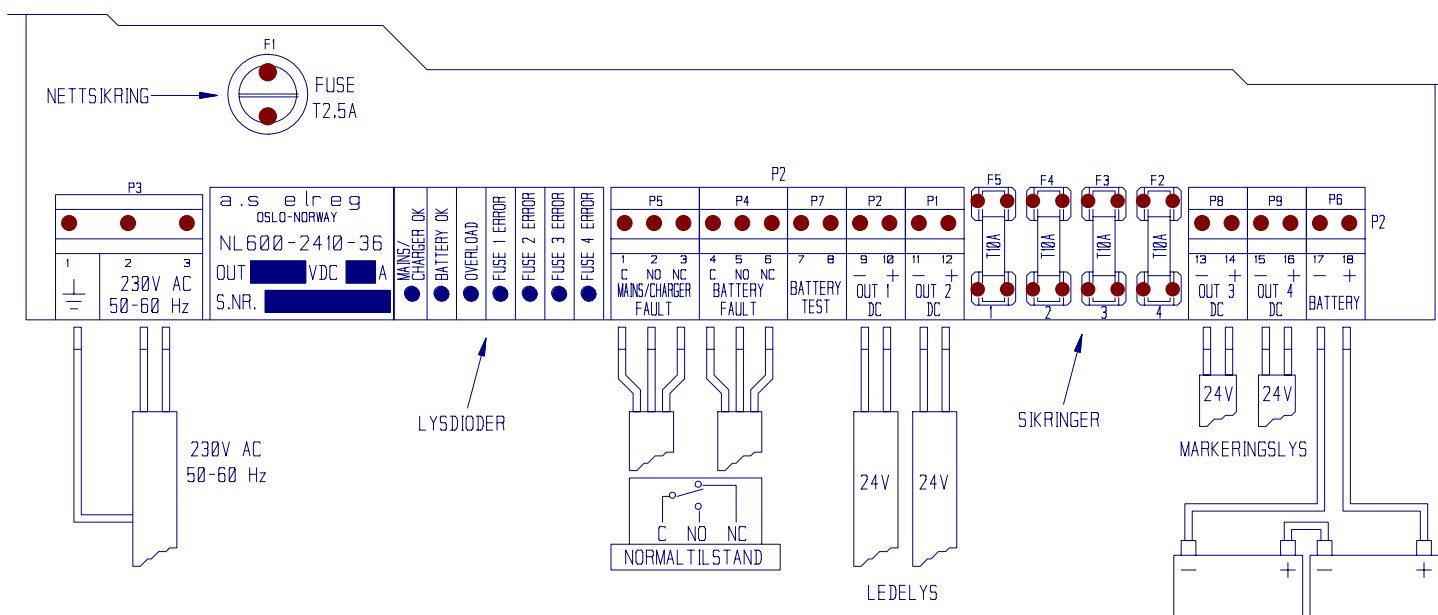 F1
NETTSIKRING
FUSE
T2,5A
P3
1 2 3
230V AC
50-60 Hz
a.s elreg
OSLO-NORWAY
NL600-2410-36
OUT VDC A
S.NR.
MAINS/
CHARGER OK
BATTERY OK
OVERLOAD
FUSE 1 ERROR
FUSE 2 ERROR
FUSE 3 ERROR
FUSE 4 ERROR
P2
P5 P4 P7 P2 P1
1 2 3 4 5 6 7 8 9 10 11 12
C NO NC C NO NC - + - +
MAINS/CHARGER
FAULT
BATTERY
FAULT
BATTERY
TEST
OUT 1
DC
OUT 2
DC
F5 F4 F3 F2
T10A T10A T10A T10A
1 2 3 4
P8 P9 P6
P2
13 14 15 16 17 18
- + - + - +
OUT 3
DC
OUT 4
DC
BATTERY
LYSDIODER
SIKRINGER
230V AC
50-60 Hz
24V 24V
MARKERINGSLYS
24V 24V
LEDELYS
C NO NC
NORMALTILSTAND
- + - +